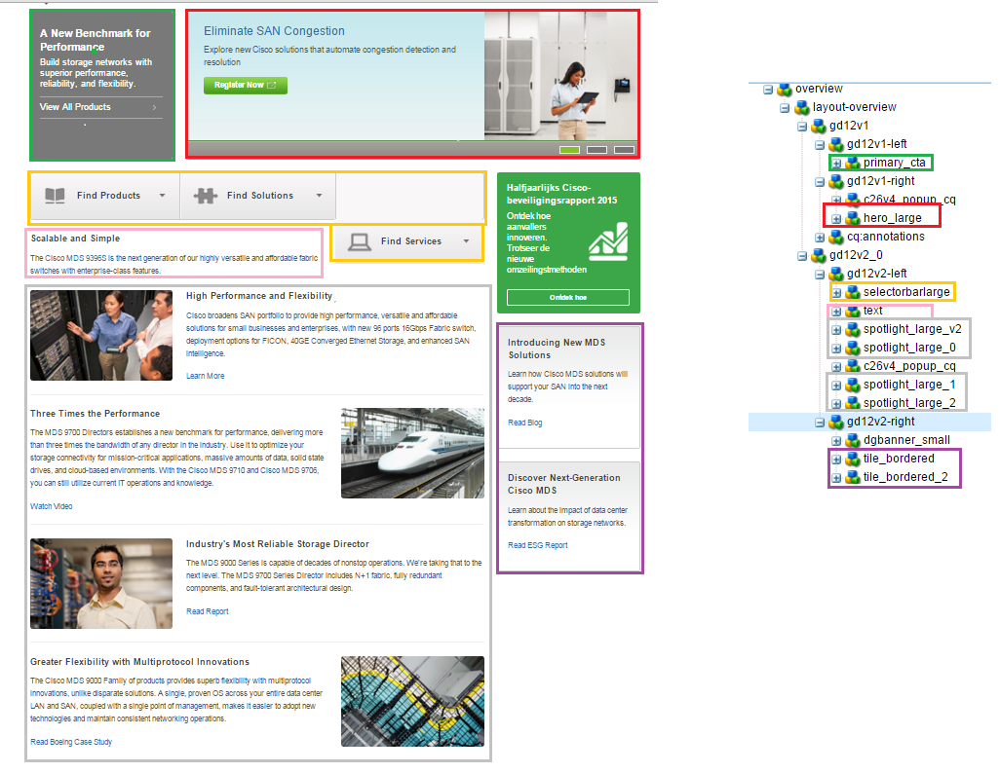 A New Benchmark for
Performance
Build storage networks with
superior performance,
reliability, and flexibility.
View All Products
Eliminate SAN Congestion
Explore new Cisco solutions that automate congestion detection and
resolution
Register Now
Find Products
Find Solutions
Find Services
Scalable and Simple
The Cisco MDS 9396S is the next generation of our highly versatile and affordable fabric
switches with enterprise-class features.
High Performance and Flexibility
Cisco broadens SAN portfolio to provide high performance, versatile and affordable
solutions for small businesses and enterprises, with new 96 ports 16Gbps Fabric switch,
deployment options for FICON, 40GE Converged Ethernet Storage, and enhanced SAN
intelligence.
Learn More
Three Times the Performance
The MDS 9700 Directors establishes a new benchmark for performance, delivering more
than three times the bandwidth of any director in the industry. Use it to optimize your
storage connectivity for mission-critical applications, massive amounts of data, solid state
drives, and cloud-based environments. With the Cisco MDS 9710 and Cisco MDS 9706,
you can still utilize current IT operations and knowledge.
Watch Video
Industry's Most Reliable Storage Director
The MDS 9000 Series is capable of decades of nonstop operations. We're taking that to the
next level. The MDS 9700 Series Director includes N+1 fabric, fully redundant
components, and fault-tolerant architectural design.
Read Report
Greater Flexibility with Multiprotocol Innovations
The Cisco MDS 9000 Family of products provides superb flexibility with multiprotocol
innovations, unlike disparate solutions. A single, proven OS across your entire data center
LAN and SAN, coupled with a single point of management, makes it easier to adopt new
technologies and maintain consistent networking operations.
Read Boeing Case Study
Halfjaarlijks Cisco-
beveiligingsrapport 2015
Ontdek hoe
aanvallers
innoveren.
Trotseer de
nieuwe
omzeilingstmethoden
Ontdek hoe
Introducing New MDS
Solutions
Learn how Cisco MDS solutions will
support your SAN into the next
decade.
Read Blog
Discover Next-Generation
Cisco MDS
Learn about the impact of data center
transformation on storage networks.
Read ESG Report
overview
layout-overview
gd12v1
gd12v1-left
primary_cta
gd12v1-right
c26v4_popup_cq
hero_large
cq:annotations
gd12v2_0
gd12v2-left
selectorbarlarge
text
spotlight_large_v2
spotlight_large_0
c26v4_popup_cq
spotlight_large_1
spotlight_large_2
gd12v2-right
dgbanner_small
tile_bordered
tile_bordered_2